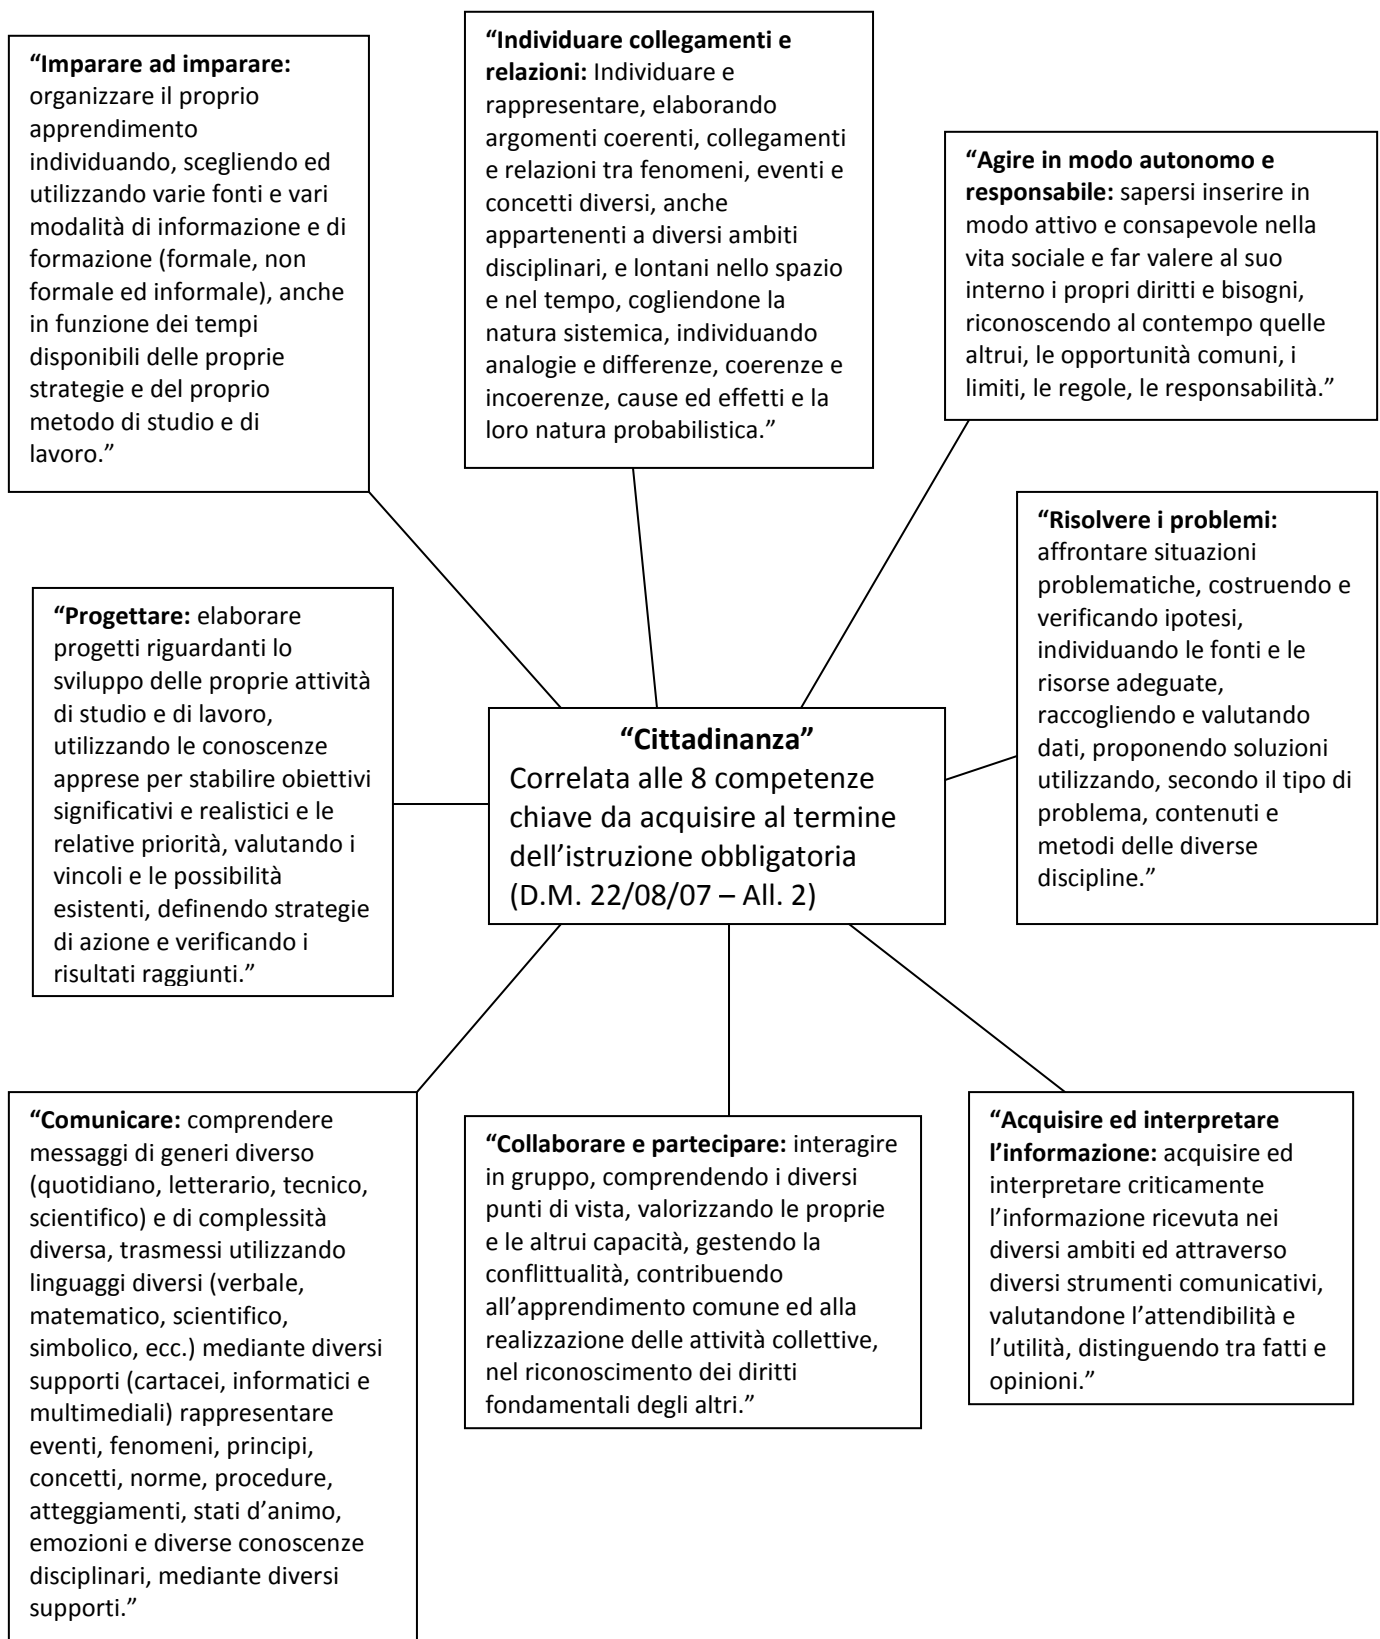 “Imparare ad imparare:
organizzare il proprio
apprendimento
individuando, scegliendo ed
utilizzando varie fonti e vari
modalità di informazione e di
formazione (formale, non
formale ed informale), anche
in funzione dei tempi
disponibili delle proprie
strategie e del proprio
metodo di studio e di
lavoro.”
“Individuare collegamenti e
relazioni: Individuare e
rappresentare, elaborando
argomenti coerenti, collegamenti
e relazioni tra fenomeni, eventi e
concetti diversi, anche
appartenenti a diversi ambiti
disciplinari, e lontani nello spazio
e nel tempo, cogliendone la
natura sistemica, individuando
analogie e differenze, coerenze e
incoerenze, cause ed effetti e la
loro natura probabilistica.”
“Agire in modo autonomo e
responsabile: sapersi inserire in
modo attivo e consapevole nella
vita sociale e far valere al suo
interno i propri diritti e bisogni,
riconoscendo al contempo quelle
altrui, le opportunità comuni, i
limiti, le regole, le responsabilità.”
“Risolvere i problemi:
affrontare situazioni
problematiche, costruendo e
verificando ipotesi,
individuando le fonti e le
risorse adeguate,
raccogliendo e valutando
dati, proponendo soluzioni
utilizzando, secondo il tipo di
problema, contenuti e
metodi delle diverse
discipline.”
“Progettare: elaborare
progetti riguardanti lo
sviluppo delle proprie attività
di studio e di lavoro,
utilizzando le conoscenze
apprese per stabilire obiettivi
significativi e realistici e le
relative priorità, valutando i
vincoli e le possibilità
esistenti, definendo strategie
di azione e verificando i
risultati raggiunti.”
“Cittadinanza”
Correlata alle 8 competenze
chiave da acquisire al termine
dell’istruzione obbligatoria
(D.M. 22/08/07 – All. 2)
“Comunicare: comprendere
messaggi di generi diverso
(quotidiano, letterario, tecnico,
scientifico) e di complessità
diversa, trasmessi utilizzando
linguaggi diversi (verbale,
matematico, scientifico,
simbolico, ecc.) mediante diversi
supporti (cartacei, informatici e
multimediali) rappresentare
eventi, fenomeni, principi,
concetti, norme, procedure,
atteggiamenti, stati d’animo,
emozioni e diverse conoscenze
disciplinari, mediante diversi
supporti.”
“Collaborare e partecipare: interagire
in gruppo, comprendendo i diversi
punti di vista, valorizzando le proprie
e le altrui capacità, gestendo la
conflittualità, contribuendo
all’apprendimento comune ed alla
realizzazione delle attività collettive,
nel riconoscimento dei diritti
fondamentali degli altri.”
“Acquisire ed interpretare
l’informazione: acquisire ed
interpretare criticamente
l’informazione ricevuta nei
diversi ambiti ed attraverso
diversi strumenti comunicativi,
valutandone l’attendibilità e
l’utilità, distinguendo tra fatti e
opinioni.”